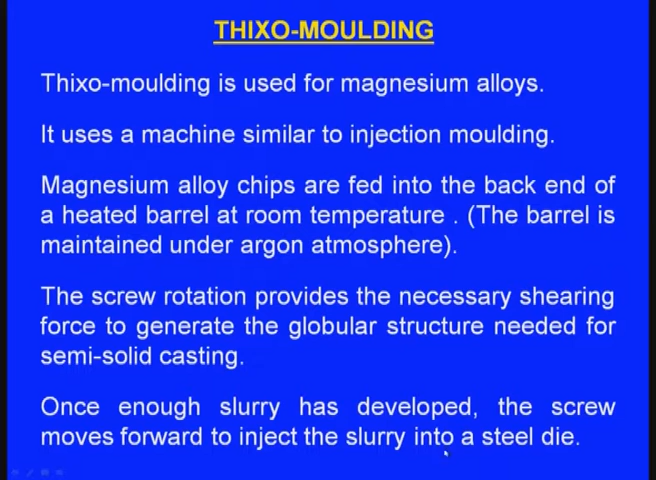 THIXO-MOULDING
Thixo-moulding is used for magnesium alloys.
It uses a machine similar to injection moulding.
Magnesium alloy chips are fed into the back end of
a heated barrel at room temperature . (The barrel is
maintained under argon atmosphere).
The screw rotation provides the necessary shearing
force to generate the globular structure needed for
semi-solid casting.
Once enough slurry has developed, the screw
moves forward to inject the slurry into a steel die.